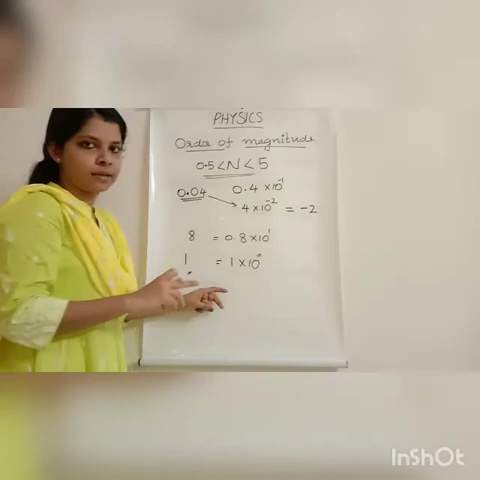 PHYSICS
Order of magnitude
0.5 < N < 5
0.04 0.4 × 10⁻¹
4 × 10⁻² = -2
8 = 0.8 × 10¹
1 = 1 × 10⁰
InShOt